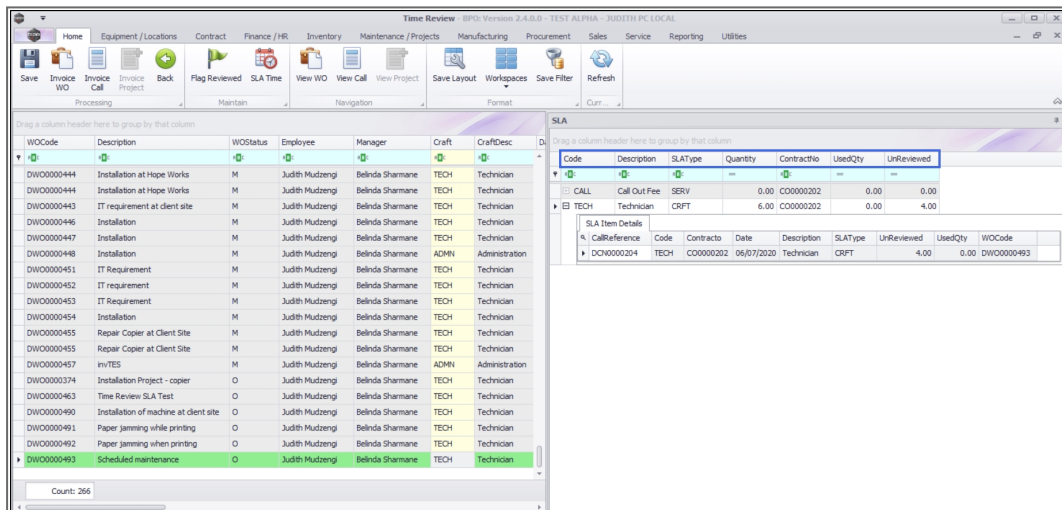 Time Review - BPO: Version 2.4.0.0 - TEST ALPHA - JUDITH PC LOCAL
Home Equipment / Locations Contract Finance / HR Inventory Maintenance / Projects Manufacturing Procurement Sales Service Reporting Utilities
Save Invoice WO Invoice Call Invoice Project Back Flag Reviewed SLA Time View WO View Call View Project Save Layout Workspaces Save Filter Refresh
Processing Maintain Navigation Format Curr...
Drag a column header here to group by that column
WOCode Description WOStatus Employee Manager Craft CraftDesc
DWO0000444 Installation at Hope Works M Judith Mudzengi Belinda Sharmane TECH Technician
DWO0000444 Installation at Hope Works M Judith Mudzengi Belinda Sharmane TECH Technician
DWO0000443 IT requirement at client site M Judith Mudzengi Belinda Sharmane TECH Technician
DWO0000446 Installation M Judith Mudzengi Belinda Sharmane TECH Technician
DWO0000447 Installation M Judith Mudzengi Belinda Sharmane TECH Technician
DWO0000448 Installation M Judith Mudzengi Belinda Sharmane ADMN Administration
DWO0000451 IT Requirement M Judith Mudzengi Belinda Sharmane TECH Technician
DWO0000452 IT requirement M Judith Mudzengi Belinda Sharmane TECH Technician
DWO0000453 IT Requirement M Judith Mudzengi Belinda Sharmane TECH Technician
DWO0000454 Installation M Judith Mudzengi Belinda Sharmane TECH Technician
DWO0000455 Repair Copier at Client Site M Judith Mudzengi Belinda Sharmane TECH Technician
DWO0000455 Repair Copier at Client Site M Judith Mudzengi Belinda Sharmane TECH Technician
DWO0000457 invTES M Judith Mudzengi Belinda Sharmane ADMN Administration
DWO0000374 Installation Project - copier O Judith Mudzengi Belinda Sharmane TECH Technician
DWO0000463 Time Review SLA Test O Judith Mudzengi Belinda Sharmane TECH Technician
DWO0000490 Installation of machine at client site O Judith Mudzengi Belinda Sharmane TECH Technician
DWO0000491 Paper jamming while printing O Judith Mudzengi Belinda Sharmane TECH Technician
DWO0000492 Paper jamming when printing O Judith Mudzengi Belinda Sharmane TECH Technician
DWO0000493 Scheduled maintenance O Judith Mudzengi Belinda Sharmane TECH Technician
Count: 266
SLA
Drag a column header here to group by that column
Code Description SLAType Quantity ContractNo UsedQty UnReviewed
CALL Call Out Fee SERV 0.00 CO0000202 0.00 0.00
TECH Technician CRFT 6.00 CO0000202 0.00 4.00
SLA Item Details
CallReference Code Contracto Date Description SLAType UnReviewed UsedQty WOCode
DCN0000204 TECH CO0000202 06/07/2020 Technician CRFT 4.00 0.00 DWO0000493